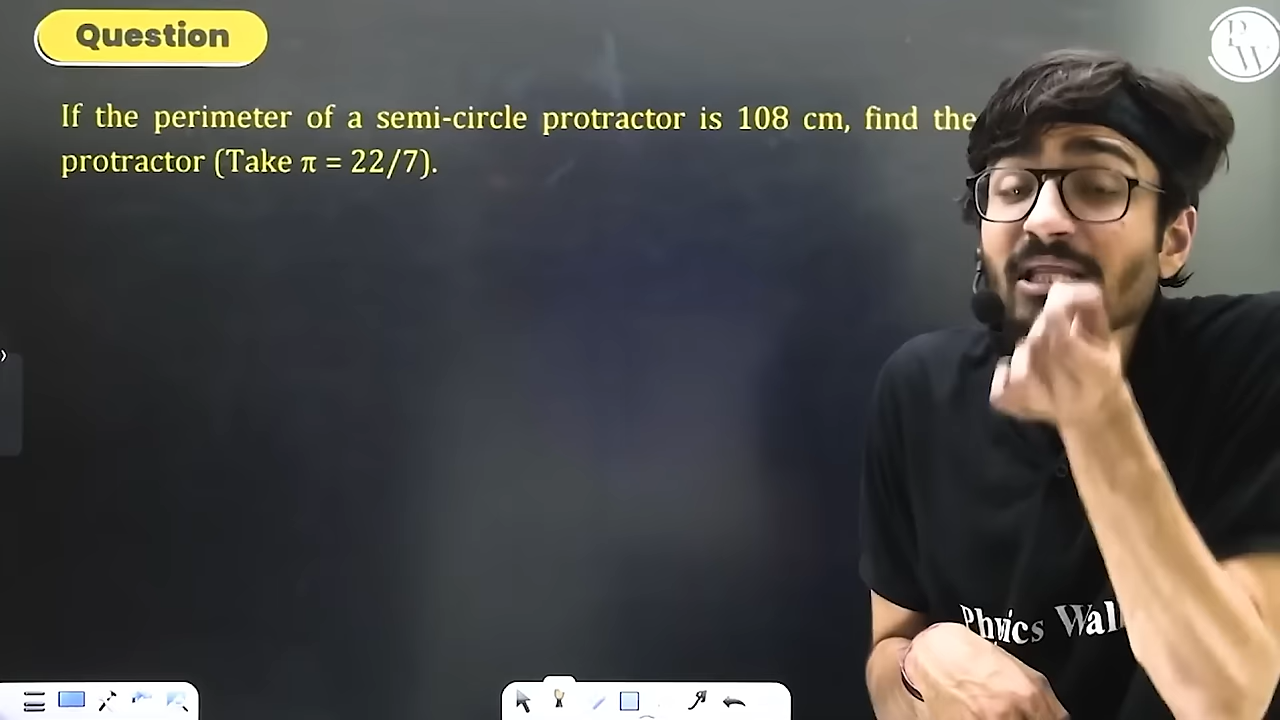 Question
If the perimeter of a semi-circle protractor is 108 cm, find the
protractor (Take π = 22/7).
PW
Physics Wall